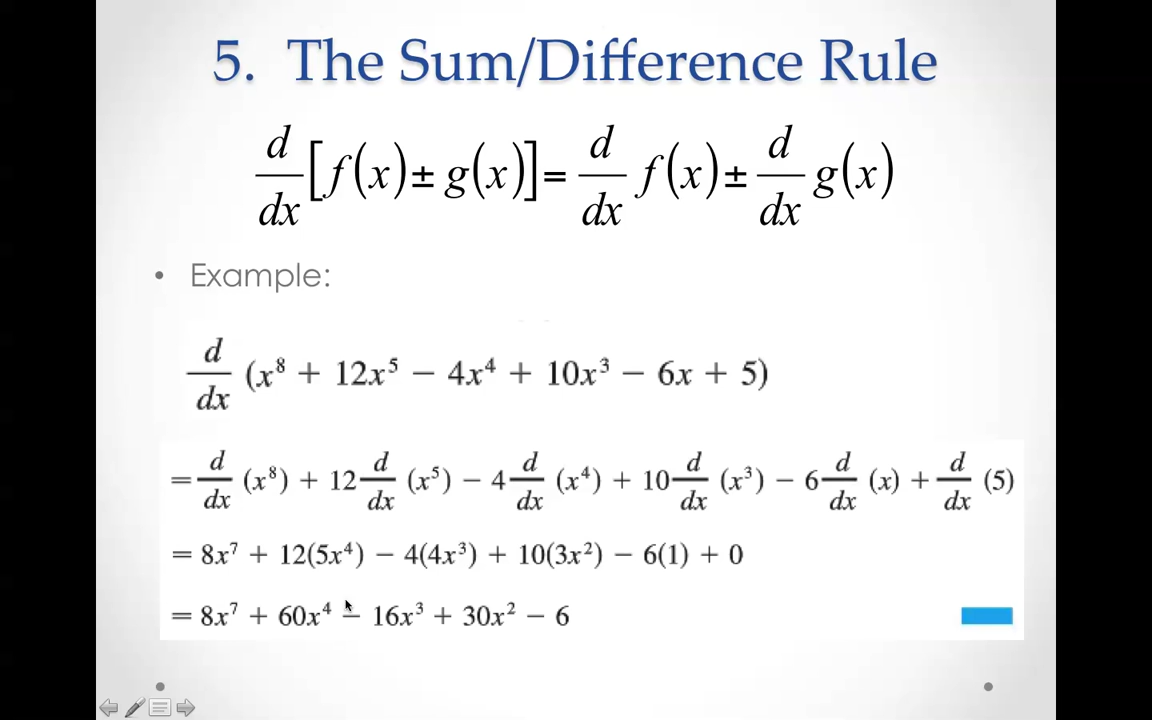 5. The Sum/Difference Rule
d/dx [f(x) ± g(x)] = d/dx f(x) ± d/dx g(x)
• Example:
d/dx (x⁸ + 12x⁵ − 4x⁴ + 10x³ − 6x + 5)
= d/dx (x⁸) + 12 d/dx (x⁵) − 4 d/dx (x⁴) + 10 d/dx (x³) − 6 d/dx (x) + d/dx (5)
= 8x⁷ + 12(5x⁴) − 4(4x³) + 10(3x²) − 6(1) + 0
= 8x⁷ + 60x⁴ − 16x³ + 30x² − 6